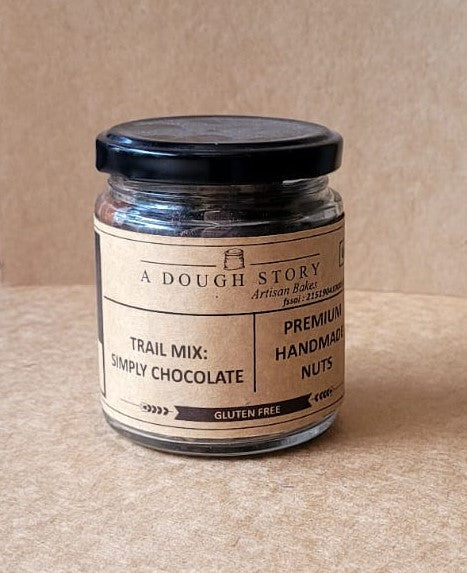 A DOUGH STORY
Artisan Bakes
TRAIL MIX:
SIMPLY CHOCOLATE
PREMIUM
HANDMADE
NUTS
GLUTEN FREE